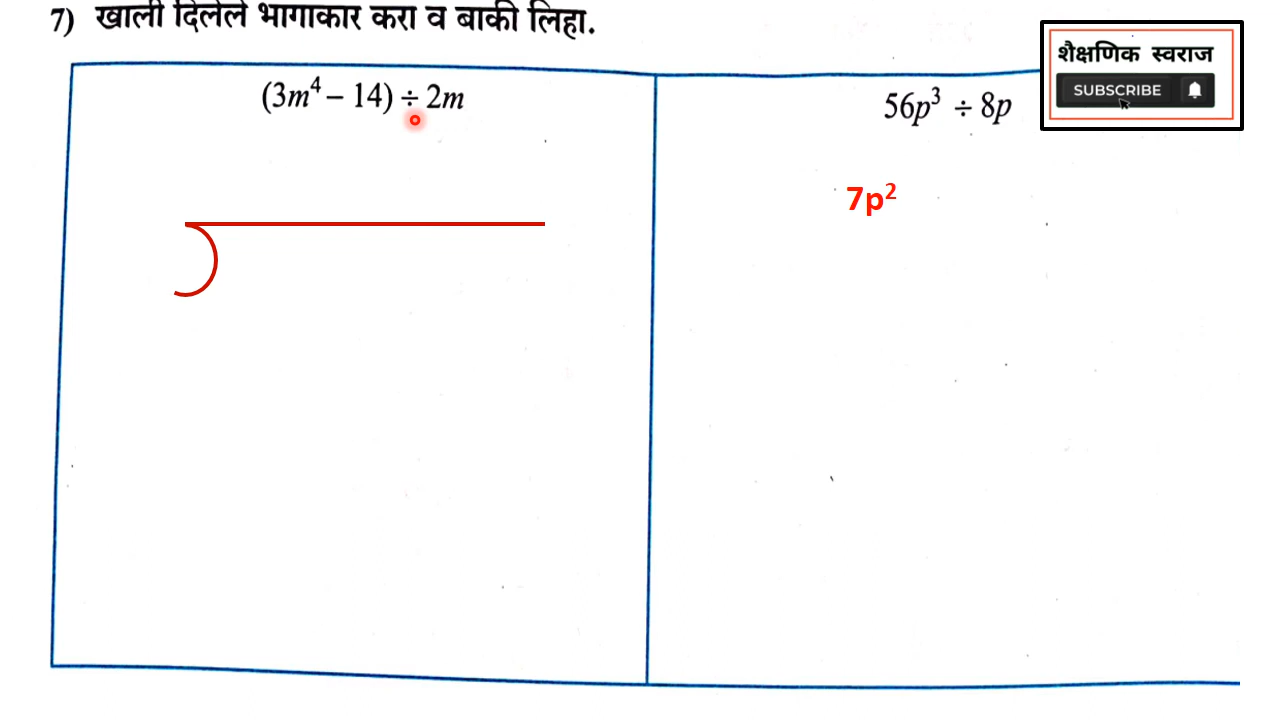 7) खाली दिलेले भागाकार करा व बाकी लिहा.
(3m⁴ – 14) ÷ 2m
56p³ ÷ 8p
7p²
शैक्षणिक स्वराज
SUBSCRIBE